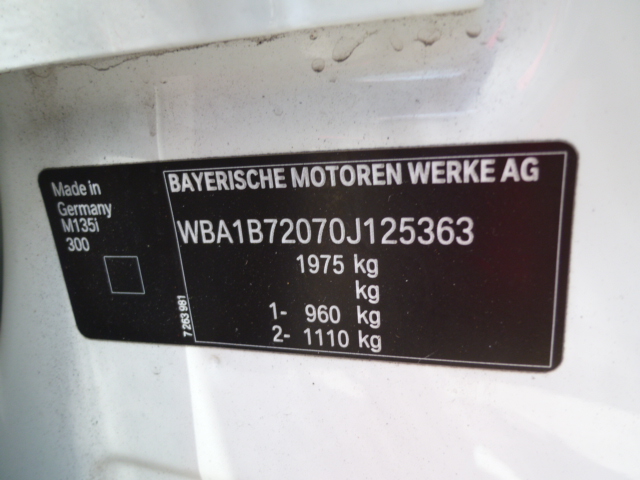 Made in
Germany
M135i
300
7 263 981
BAYERISCHE MOTOREN WERKE AG
WBA1B72070J125363
1975 kg
kg
1- 960 kg
2- 1110 kg